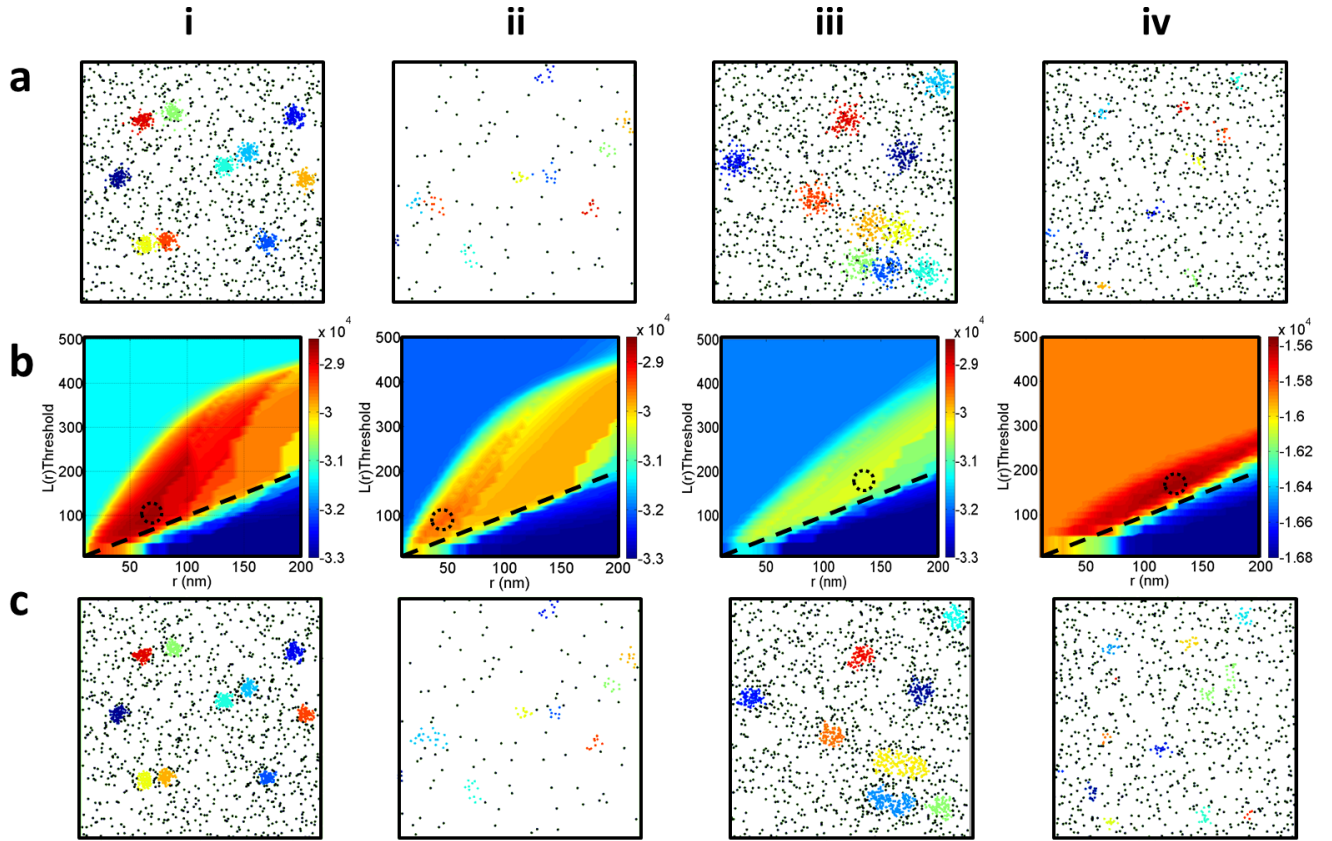 i ii iii iv
a
b
500 400 300 200 100
L(r)Threshold
50 100 150 200
r (nm)
x 10⁴
-2.9 -3 -3.1 -3.2 -3.3
500 400 300 200 100
L(r)Threshold
50 100 150 200
r (nm)
x 10⁴
-2.9 -3 -3.1 -3.2 -3.3
500 400 300 200 100
L(r)Threshold
50 100 150 200
r (nm)
x 10⁴
-2.9 -3 -3.1 -3.2 -3.3
500 400 300 200 100
L(r)Threshold
50 100 150 200
r (nm)
x 10⁴
-1.56 -1.58 -1.6 -1.62 -1.64 -1.66 -1.68
c